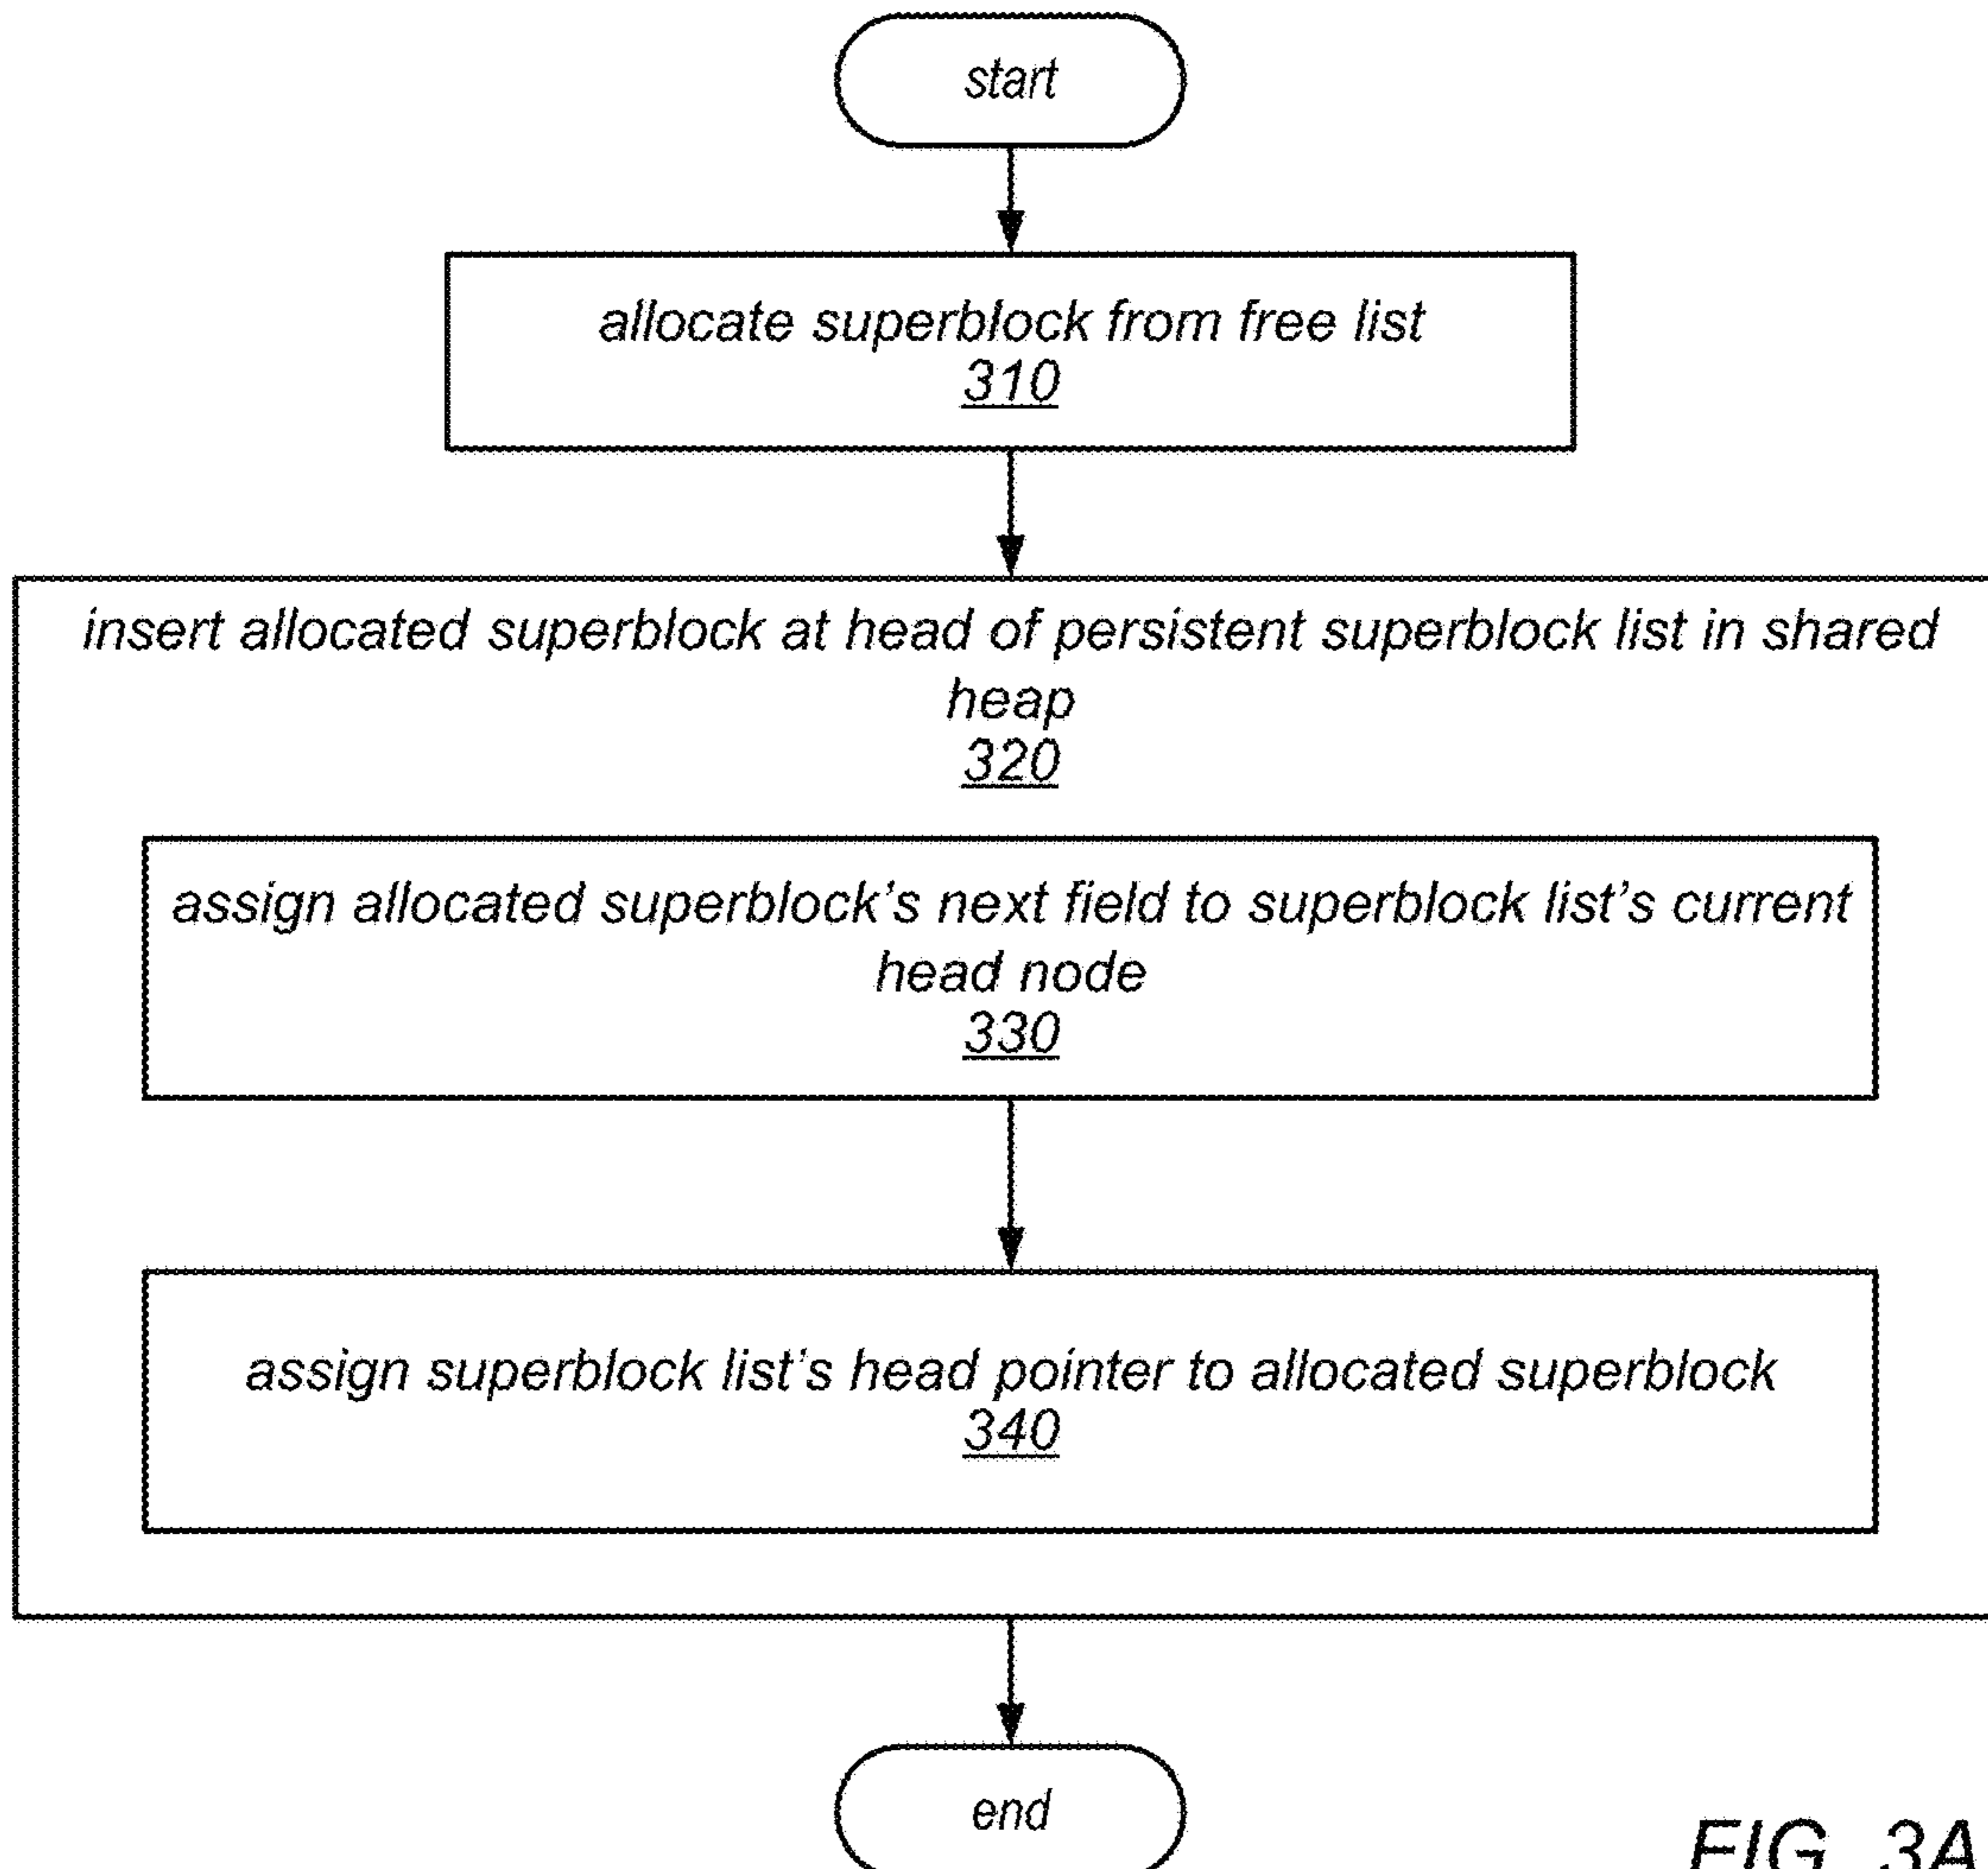 start
allocate superblock from free list
310
insert allocated superblock at head of persistent superblock list in shared
heap
320
assign allocated superblock's next field to superblock list's current
head node
330
assign superblock list's head pointer to allocated superblock
340
end
FIG. 3A